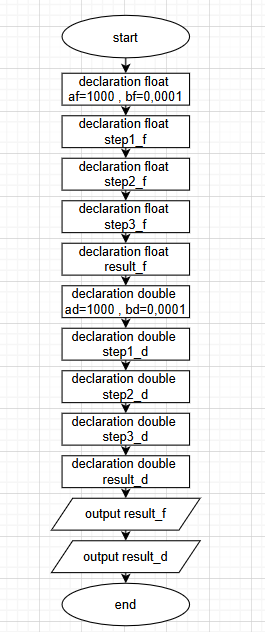 start
declaration float
af=1000 , bf=0,0001
declaration float
step1_f
declaration float
step2_f
declaration float
step3_f
declaration float
result_f
declaration double
ad=1000 , bd=0,0001
declaration double
step1_d
declaration double
step2_d
declaration double
step3_d
declaration double
result_d
output result_f
output result_d
end